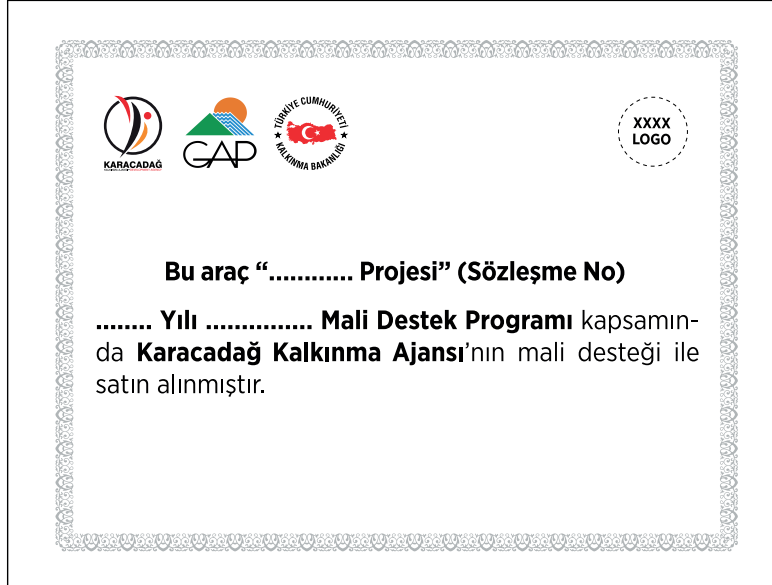 KARACADAĞ
GAP
TÜRKİYE CUMHURİYETİ
KALKINMA BAKANLIĞI
XXXX
LOGO
Bu araç “............ Projesi” (Sözleşme No)
........ Yılı ............... Mali Destek Programı kapsamın-
da Karacadağ Kalkınma Ajansı’nın mali desteği ile
satın alınmıştır.